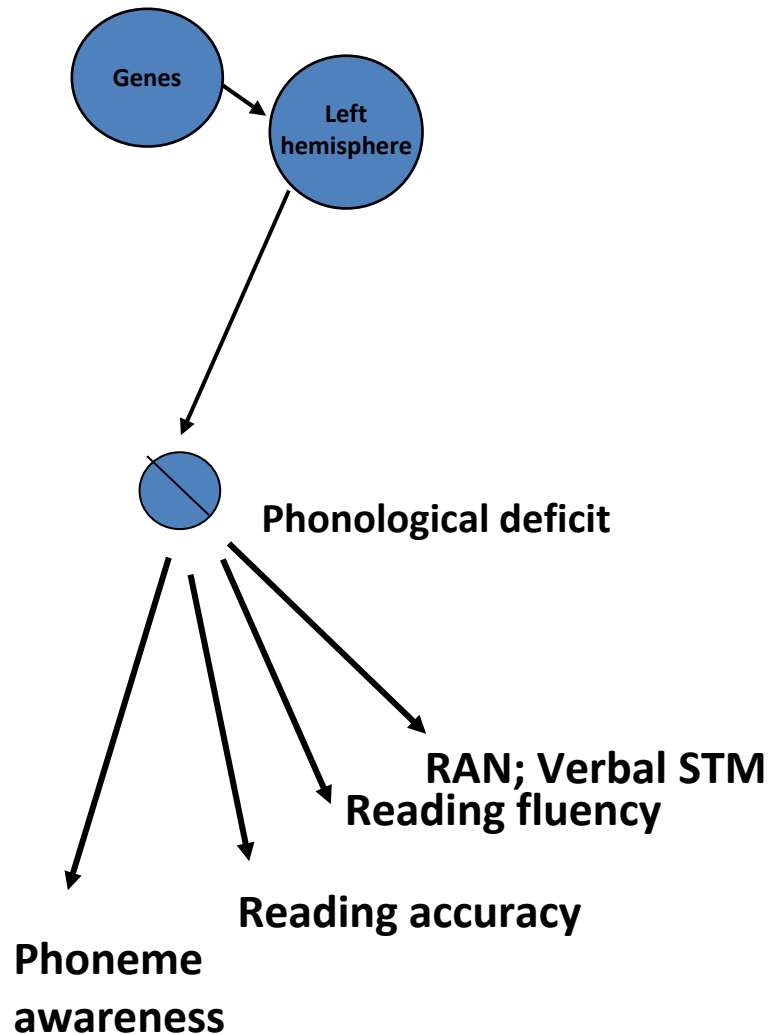 Genes
Left
hemisphere
Phonological deficit
RAN; Verbal STM
Reading fluency
Reading accuracy
Phoneme
awareness